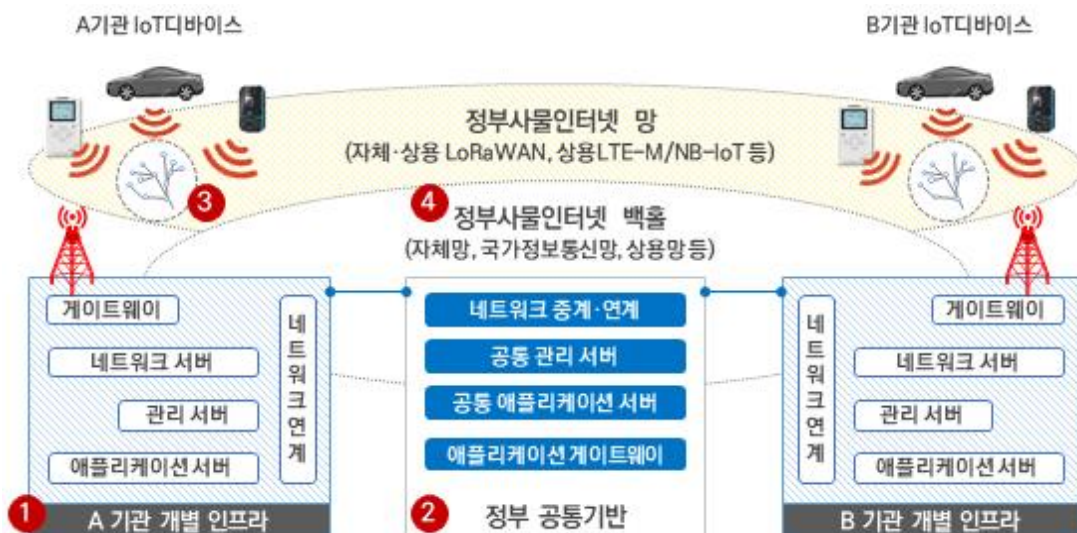 A기관 IoT디바이스
B기관 IoT디바이스
정부사물인터넷 망
(자체·상용 LoRaWAN, 상용LTE-M/NB-IoT 등)
3
4
정부사물인터넷 백홀
(자체망, 국가정보통신망, 상용망 등)
게이트웨이
네트워크 서버
관리 서버
애플리케이션 서버
네트워크연계
1
A 기관 개별 인프라
네트워크 중계·연계
공통 관리 서버
공통 애플리케이션 서버
애플리케이션 게이트웨이
2
정부 공통기반
네트워크연계
게이트웨이
네트워크 서버
관리 서버
애플리케이션 서버
B 기관 개별 인프라